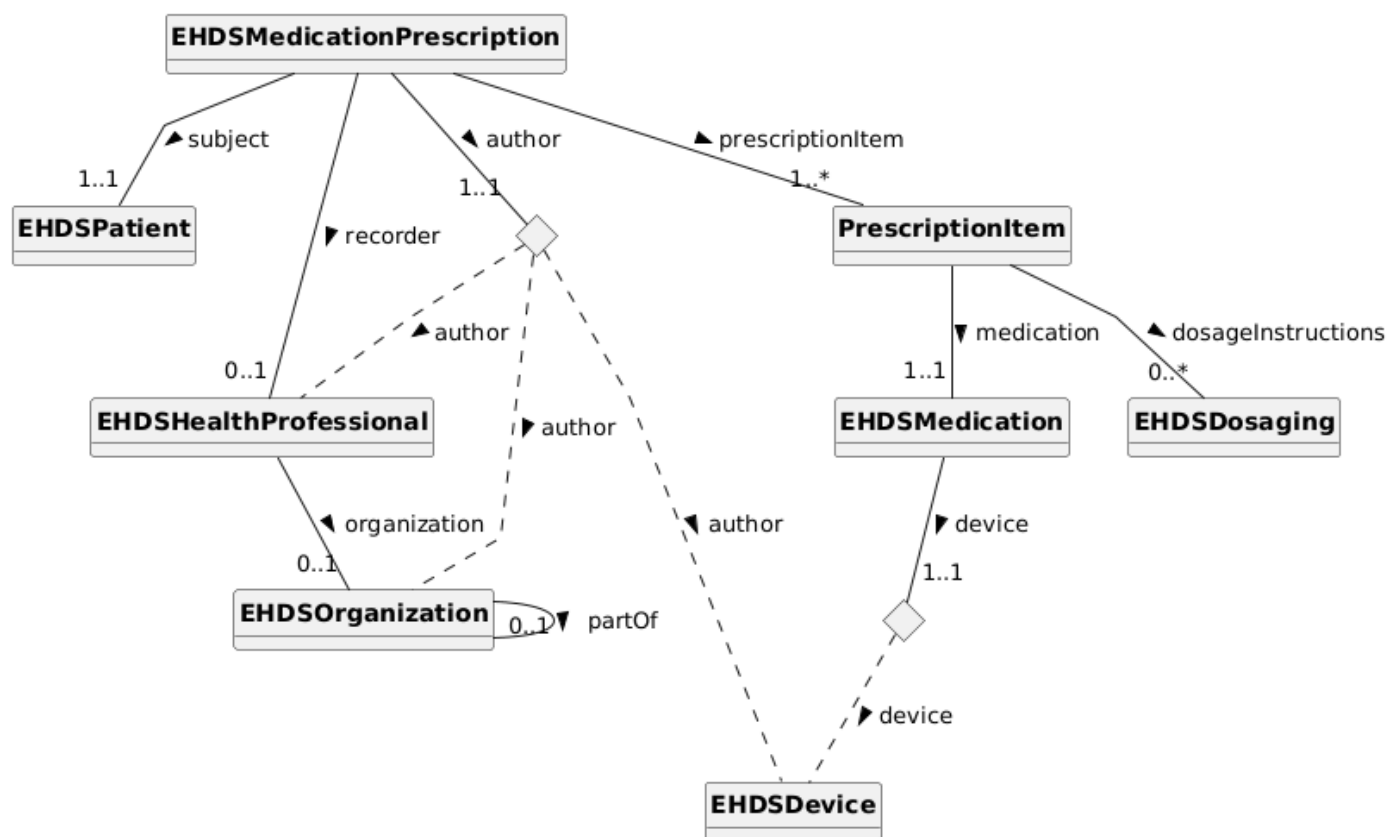 EHDSMedicationPrescription
subject
author
prescriptionItem
1..1
1..1
1..*
EHDSPatient
recorder
PrescriptionItem
author
medication
dosageInstructions
0..1
1..1
0..*
EHDSHealthProfessional
author
EHDSMedication
EHDSDosaging
organization
author
device
0..1
1..1
EHDSOrganization
0..1
partOf
device
EHDSDevice